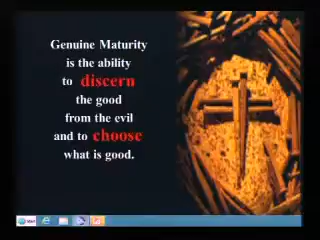 Genuine Maturity
is the ability
to discern
the good
from the evil
and to choose
what is good.